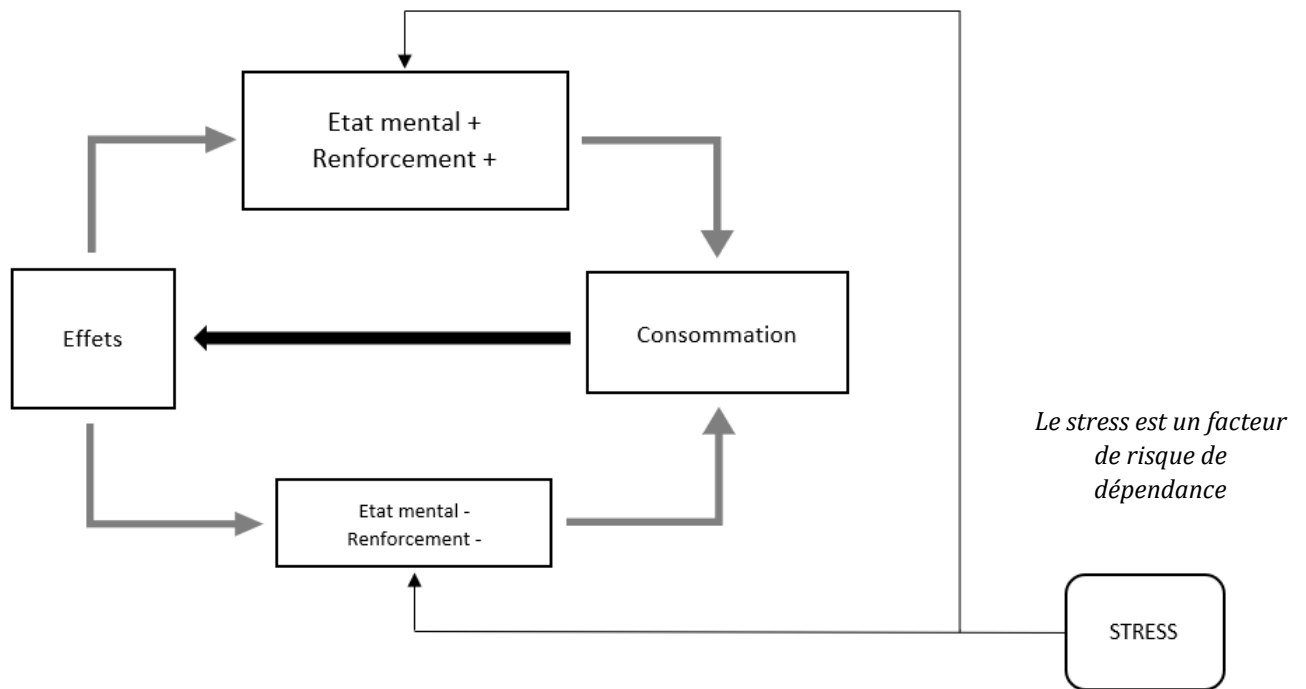 Etat mental +
Renforcement +
Effets
Consommation
Etat mental -
Renforcement -
Le stress est un facteur
de risque de
dépendance
STRESS